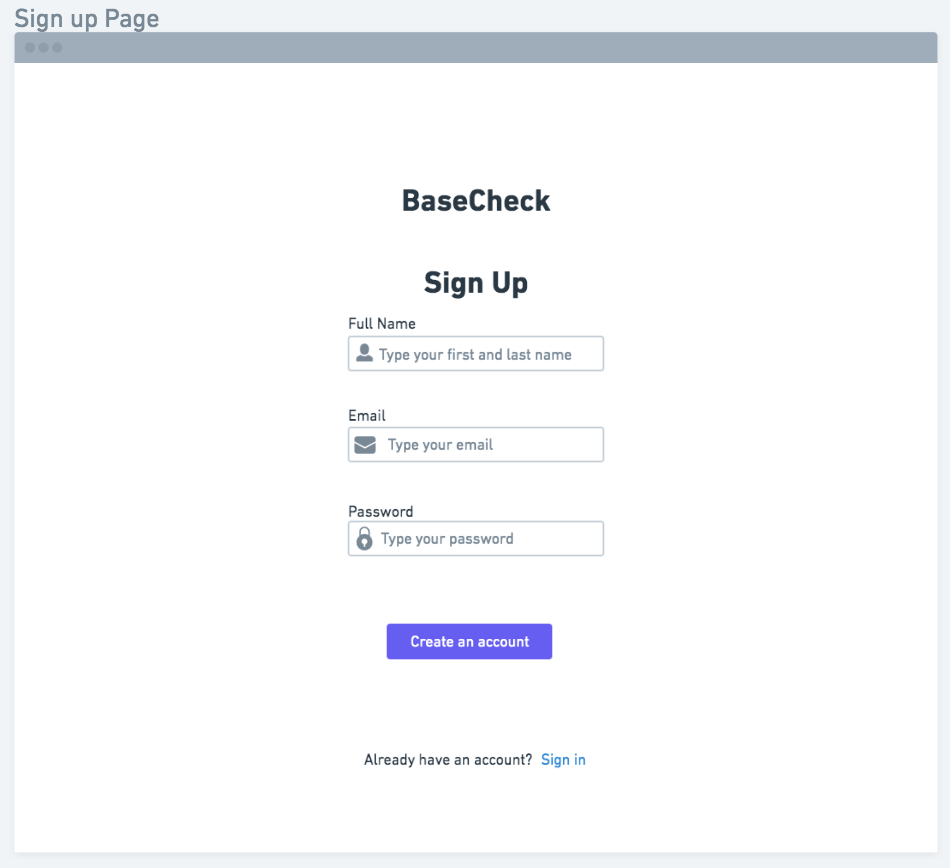 Sign up Page
BaseCheck
Sign Up
Full Name
Type your first and last name
Email
Type your email
Password
Type your password
Create an account
Already have an account? Sign in